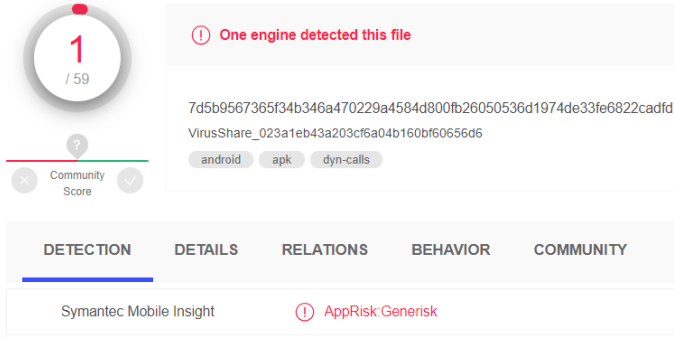 1
/ 59
?
Community
Score
One engine detected this file
7d5b9567365f34b346a470229a4584d800fb26050536d1974de33fe6822cadfd
VirusShare_023a1eb43a203cf6a04b160bf60656d6
android apk dyn-calls
DETECTION DETAILS RELATIONS BEHAVIOR COMMUNITY
Symantec Mobile Insight AppRisk:Generisk